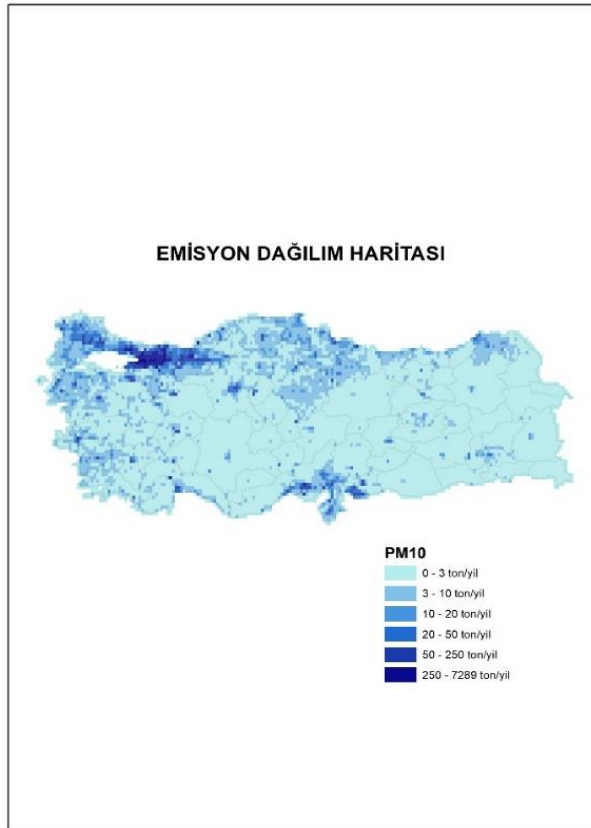 EMİSYON DAĞILIM HARİTASI
PM10
0 - 3 ton/yil
3 - 10 ton/yil
10 - 20 ton/yil
20 - 50 ton/yil
50 - 250 ton/yil
250 - 7289 ton/yil